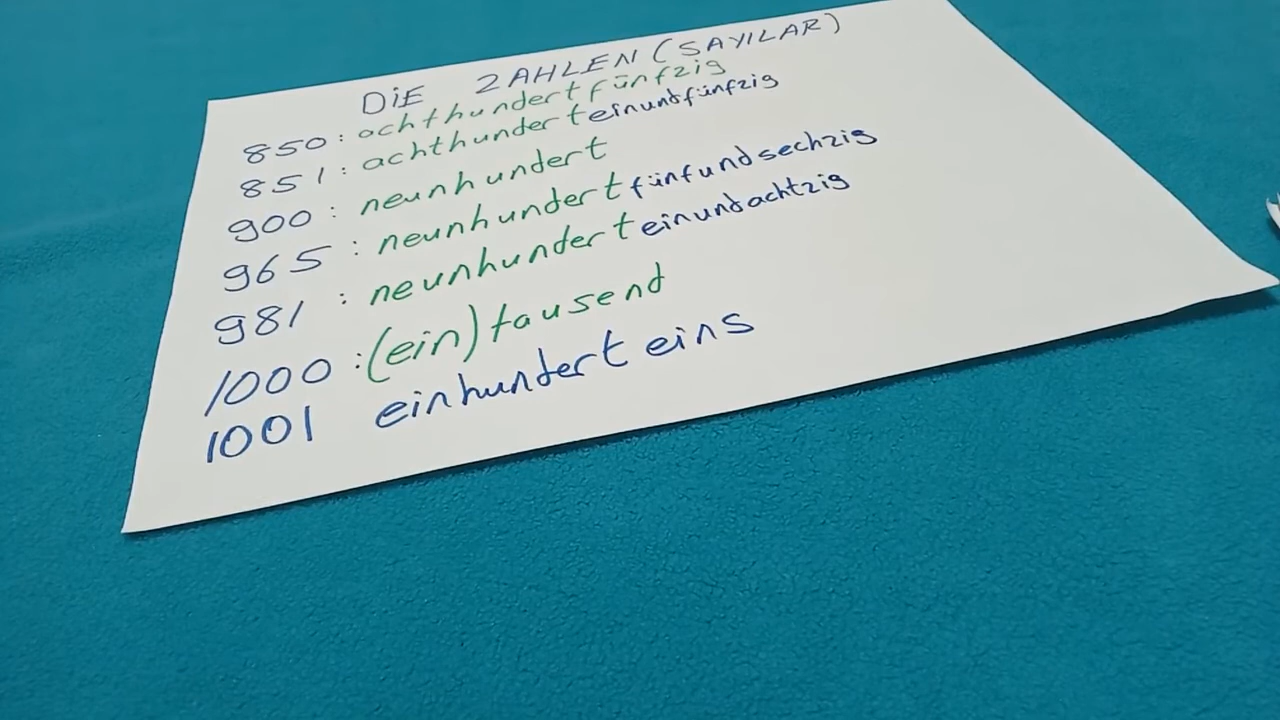 DiE ZAHLEN (SAYILAR)
850: achthundertfünfzig
851: achthunderteinundfünfzig
900: neunhundert
965: neunhundertfünfundsechzig
981: neunhunderteinundachtzig
1000: (ein)tausend
1001 einhundert eins